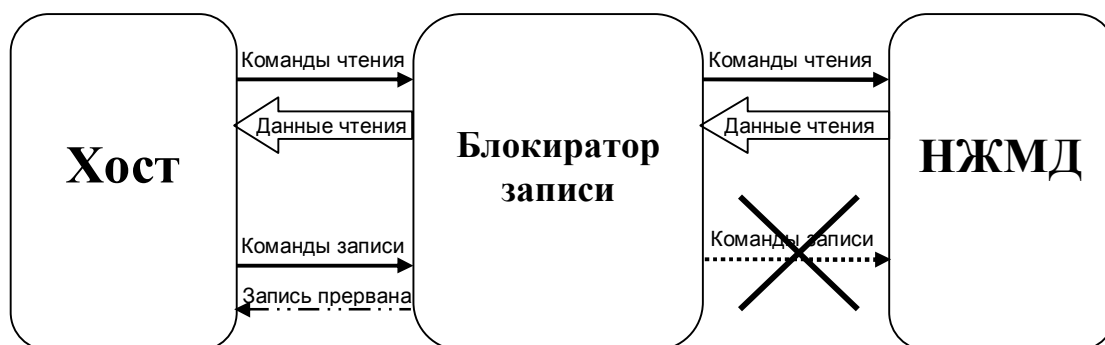 Команды чтения
Команды чтения
Данные чтения
Данные чтения
Хост
Блокиратор
записи
НЖМД
Команды записи
Команды записи
Запись прервана